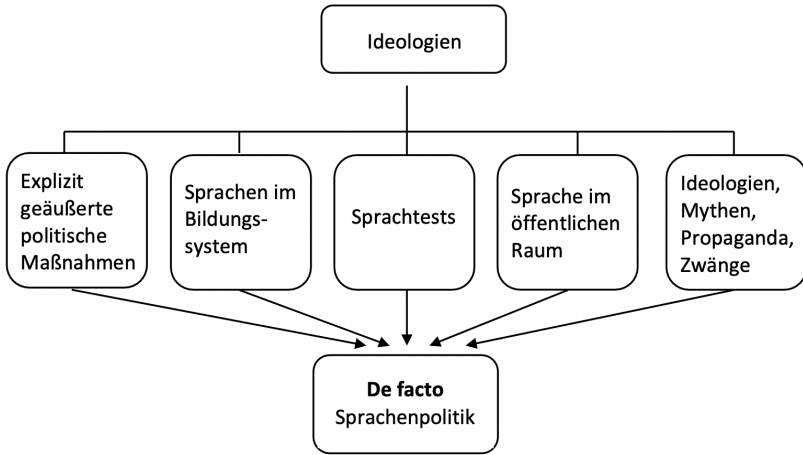 Ideologien
Explizit
geäußerte
politische
Maßnahmen
Sprachen im
Bildungs-
system
Sprachtests
Sprache im
öffentlichen
Raum
Ideologien,
Mythen,
Propaganda,
Zwänge
De facto
Sprachenpolitik